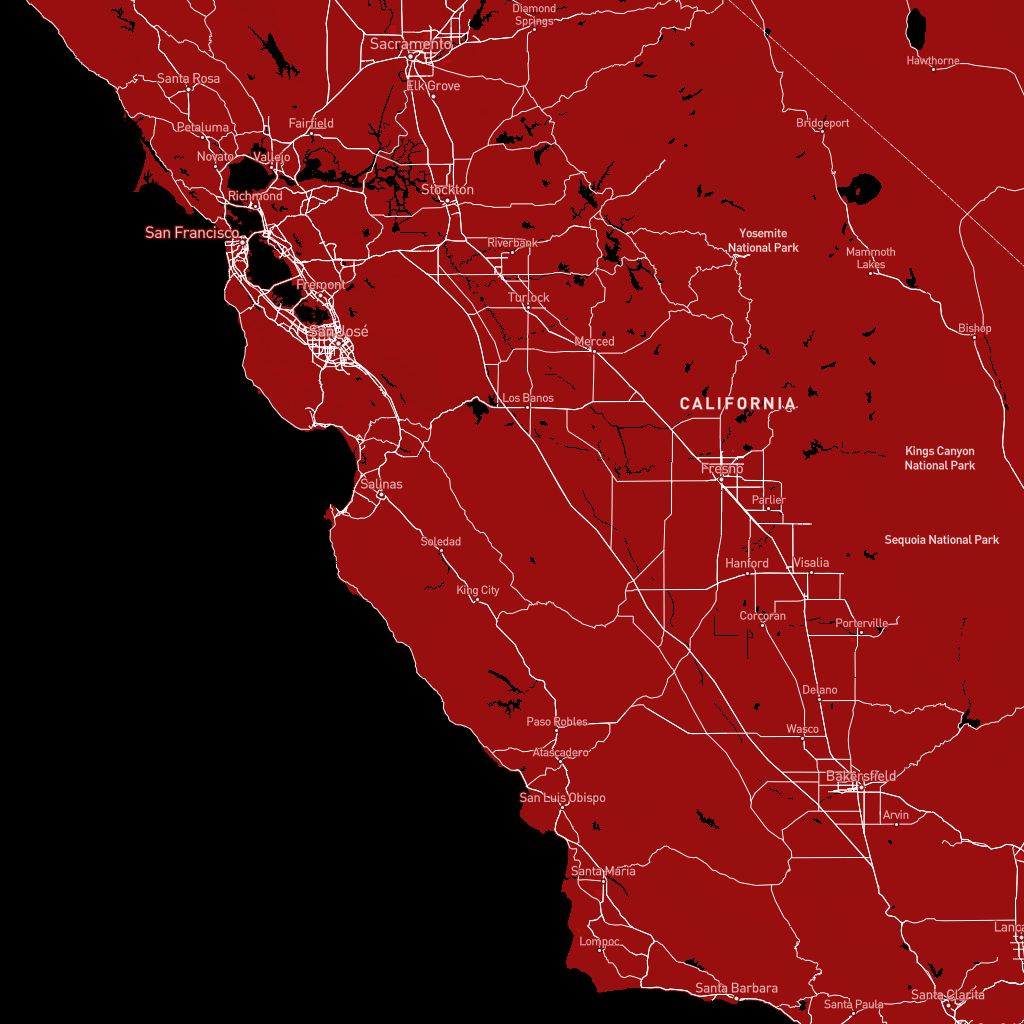 Diamond
Springs
Sacramento
Hawthorne
Santa Rosa
Elk Grove
Petaluma
Fairfield
Bridgeport
Novato
Vallejo
Richmond
Stockton
San Francisco
Riverbank
Yosemite
National Park
Mammoth
Lakes
Fremont
Turlock
San José
Bishop
Merced
Los Banos
CALIFORNIA
Kings Canyon
National Park
Fresno
Salinas
Parlier
Soledad
Sequoia National Park
Hanford
Visalia
King City
Corcoran
Porterville
Delano
Paso Robles
Wasco
Atascadero
Bakersfield
San Luis Obispo
Arvin
Santa Maria
Lanca
Lompoc
Santa Barbara
Santa Clarita
Santa Paula